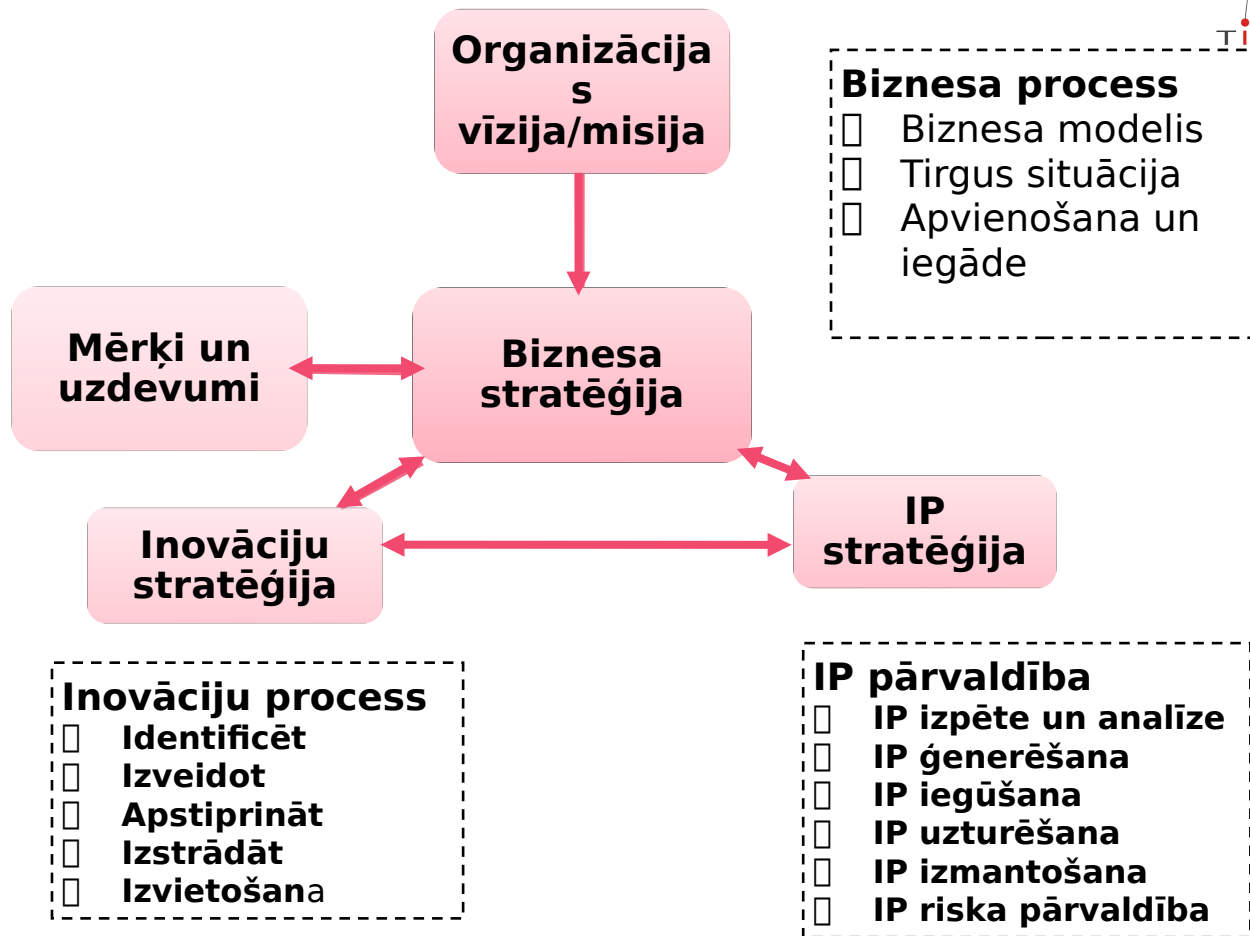 Organizācija
s
vīzija/misija
Ti
Biznesa process
Biznesa modelis
Tirgus situācija
Apvienošana un
iegāde
Mērķi un
uzdevumi
Biznesa
stratēģija
Inovāciju
stratēģija
IP
stratēģija
Inovāciju process
Identificēt
Izveidot
Apstiprināt
Izstrādāt
Izvietošana
IP pārvaldība
IP izpēte un analīze
IP ģenerēšana
IP iegūšana
IP uzturēšana
IP izmantošana
IP riska pārvaldība